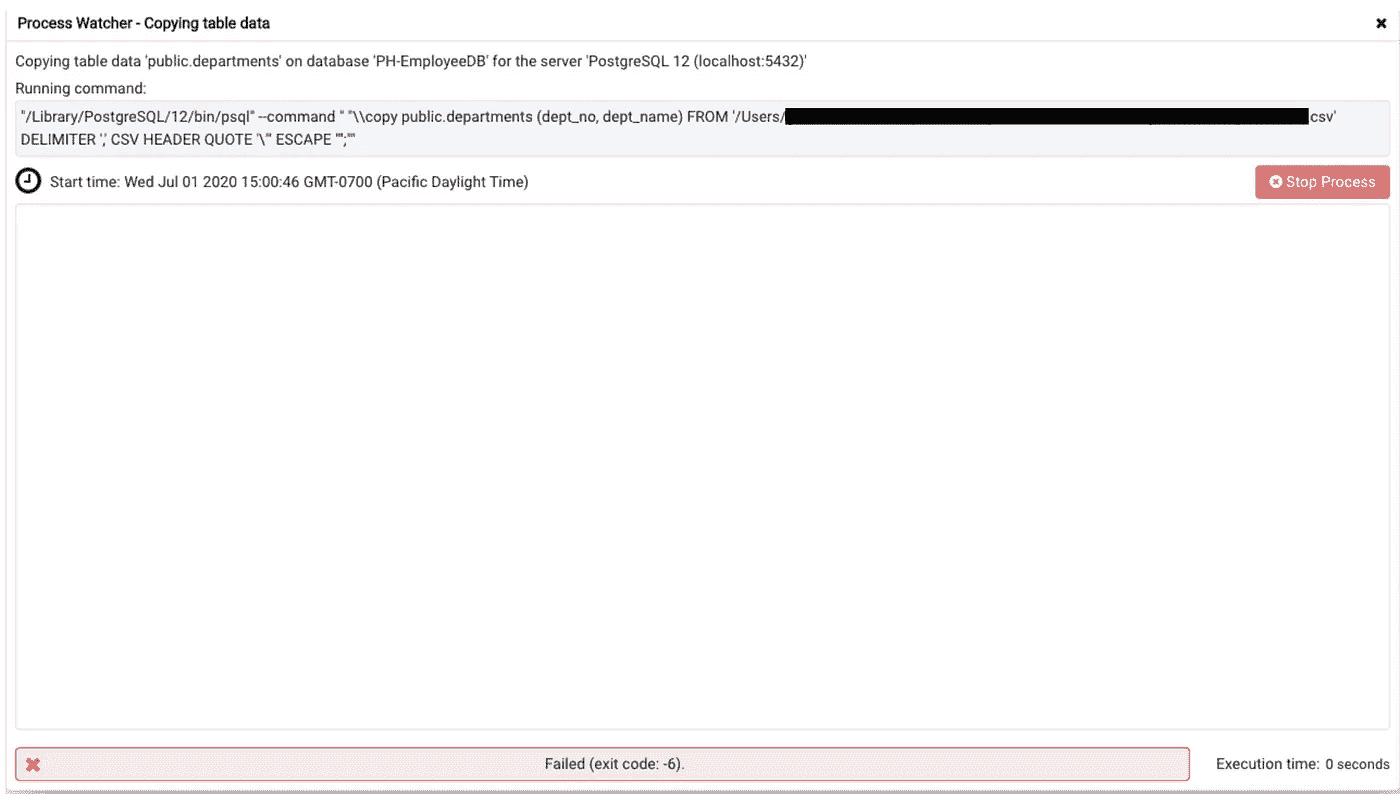 Process Watcher - Copying table data
Copying table data 'public.departments' on database 'PH-EmployeeDB' for the server 'PostgreSQL 12 (localhost:5432)'
Running command:
"/Library/PostgreSQL/12/bin/psql" --command " "\\copy public.departments (dept_no, dept_name) FROM '/Users/ .csv'
DELIMITER ',' CSV HEADER QUOTE '\"' ESCAPE '''';""
Start time: Wed Jul 01 2020 15:00:46 GMT-0700 (Pacific Daylight Time)
Stop Process
Failed (exit code: -6).
Execution time: 0 seconds